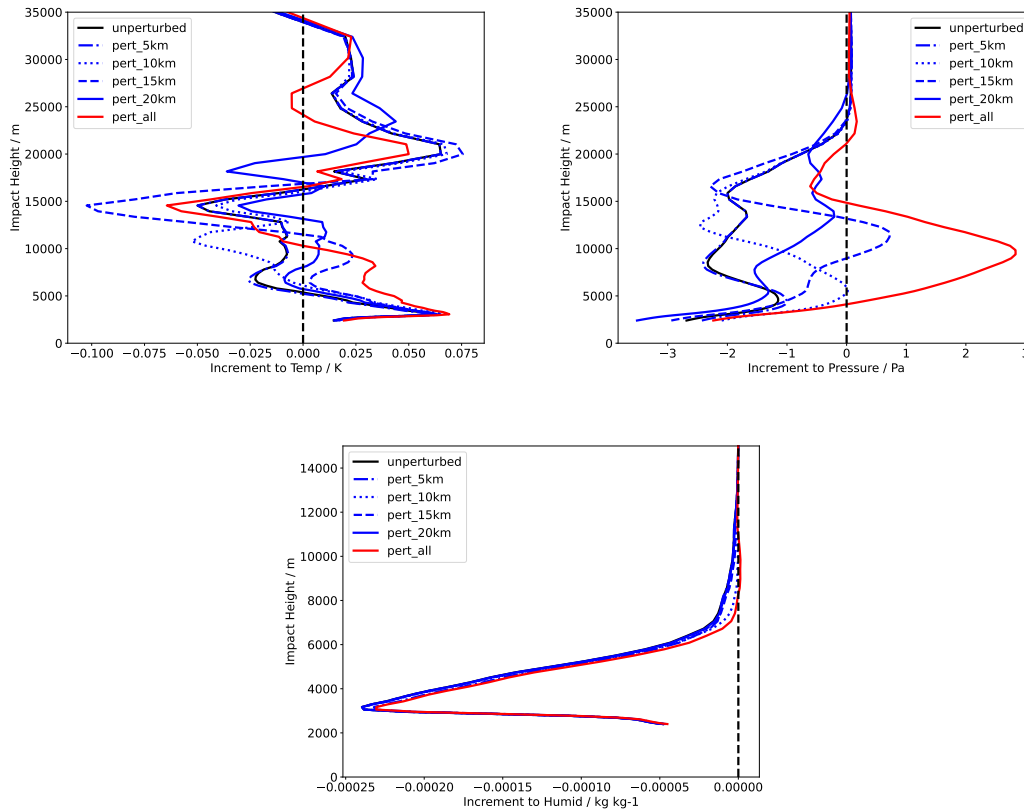 35000
30000
25000
20000
15000
10000
5000
0
Impact Height / m
unperturbed
pert_5km
pert_10km
pert_15km
pert_20km
pert_all
−0.100 −0.075 −0.050 −0.025 0.000 0.025 0.050 0.075
Increment to Temp / K
35000
30000
25000
20000
15000
10000
5000
0
Impact Height / m
unperturbed
pert_5km
pert_10km
pert_15km
pert_20km
pert_all
−3 −2 −1 0 1 2
Increment to Pressure / Pa
14000
12000
10000
8000
6000
4000
2000
0
Impact Height / m
unperturbed
pert_5km
pert_10km
pert_15km
pert_20km
pert_all
−0.00025 −0.00020 −0.00015 −0.00010 −0.00005 0.00000
Increment to Humid / kg kg-1